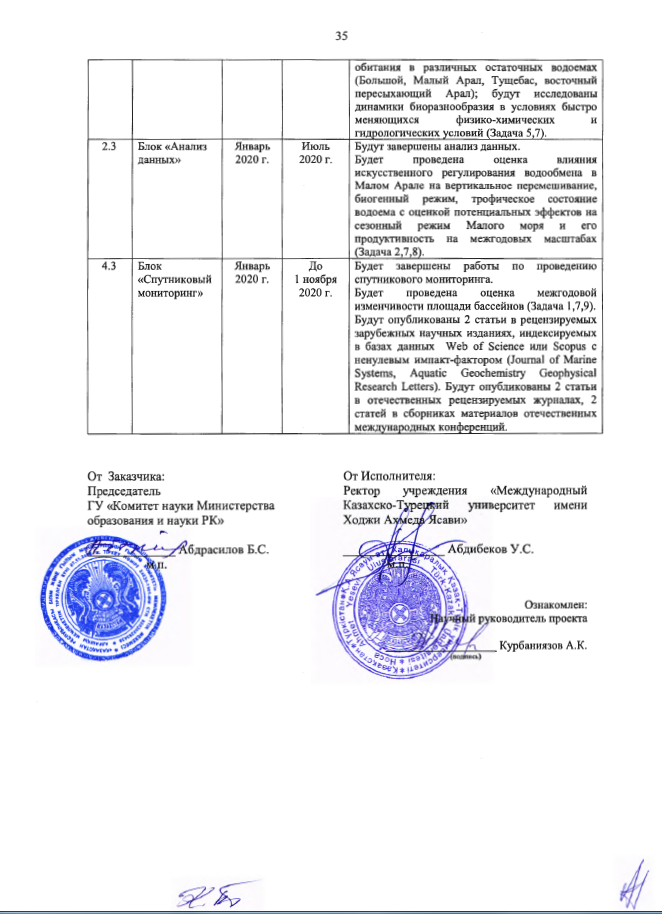 35
обитания в различных остаточных водоемах
(Большой, Малый Арал, Тущебас, восточный
пересыхающий Арал); будут исследованы
динамики биоразнообразия в условиях быстро
меняющихся физико-химических и
гидрологических условий (Задача 5,7).
2.3 Блок «Анализ данных» Январь 2020 г. Июль 2020 г.
Будут завершены анализ данных.
Будет проведена оценка влияния
искусственного регулирования водообмена в
Малом Арале на вертикальное перемешивание,
биогенный режим, трофическое состояние
водоема с оценкой потенциальных эффектов на
сезонный режим Малого моря и его
продуктивность на межгодовых масштабах
(Задача 2,7,8).
4.3 Блок «Спутниковый мониторинг» Январь 2020 г. До 1 ноября 2020 г.
Будет завершены работы по проведению
спутникового мониторинга.
Будет проведена оценка межгодовой
изменчивости площади бассейнов (Задача 1,7,9).
Будут опубликованы 2 статьи в рецензируемых
зарубежных научных изданиях, индексируемых
в базах данных Web of Science или Scopus с
ненулевым импакт-фактором (Journal of Marine
Systems, Aquatic Geochemistry Geophysical
Research Letters). Будут опубликованы 2 статьи
в отечественных рецензируемых журналах, 2
статей в сборниках материалов отечественных
международных конференций.
От Заказчика:
Председатель
ГУ «Комитет науки Министерства
образования и науки РК»
Абдрасилов Б.С.
м.п.
От Исполнителя:
Ректор учреждения «Международный
Казахско-Турецкий университет имени
Ходжи Ахмеда Ясави»
Абдибеков У.С.
м.п.
Ознакомлен:
Научный руководитель проекта
Курбаниязов А.К.
(подпись)